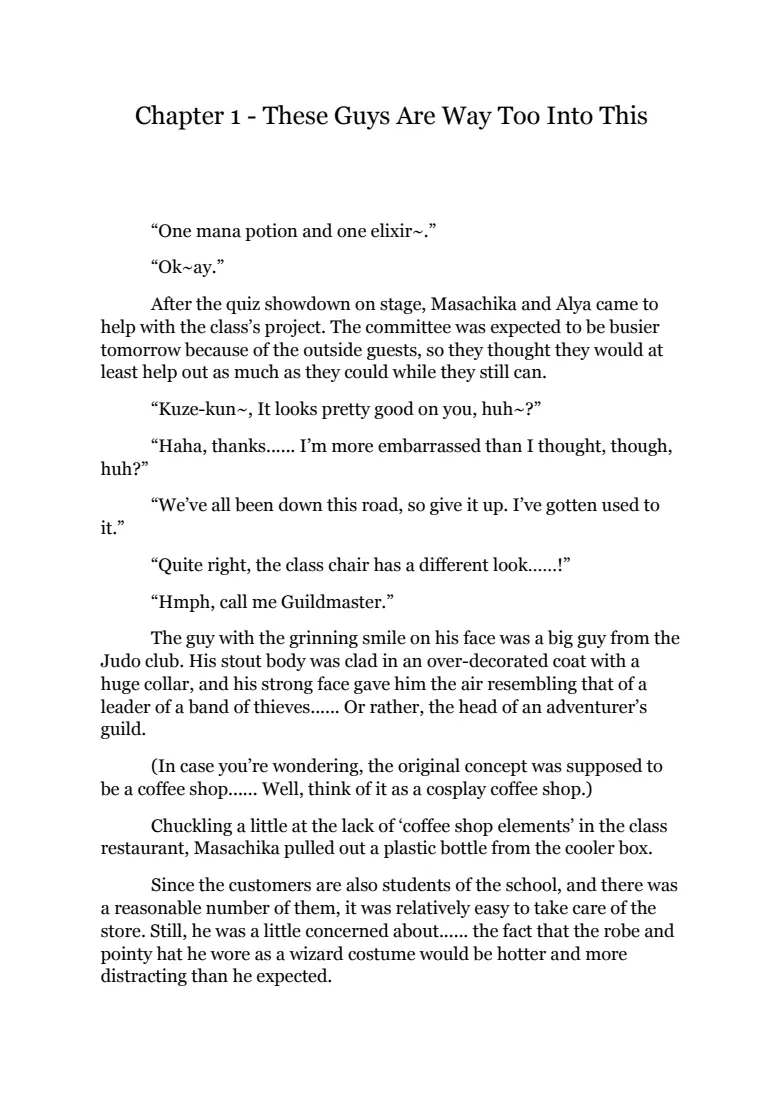 Chapter 1 - These Guys Are Way Too Into This
“One mana potion and one elixir~.”
“Ok~ay.”
After the quiz showdown on stage, Masachika and Alya came to
help with the class’s project. The committee was expected to be busier
tomorrow because of the outside guests, so they thought they would at
least help out as much as they could while they still can.
“Kuze-kun~, It looks pretty good on you, huh~?”
“Haha, thanks...... I’m more embarrassed than I thought, though,
huh?”
“We’ve all been down this road, so give it up. I’ve gotten used to
it.”
“Quite right, the class chair has a different look......!”
“Hmph, call me Guildmaster.”
The guy with the grinning smile on his face was a big guy from the
Judo club. His stout body was clad in an over-decorated coat with a
huge collar, and his strong face gave him the air resembling that of a
leader of a band of thieves...... Or rather, the head of an adventurer’s
guild.
(In case you’re wondering, the original concept was supposed to
be a coffee shop...... Well, think of it as a cosplay coffee shop.)
Chuckling a little at the lack of ‘coffee shop elements’ in the class
restaurant, Masachika pulled out a plastic bottle from the cooler box.
Since the customers are also students of the school, and there was
a reasonable number of them, it was relatively easy to take care of the
store. Still, he was a little concerned about...... the fact that the robe and
pointy hat he wore as a wizard costume would be hotter and more
distracting than he expected.